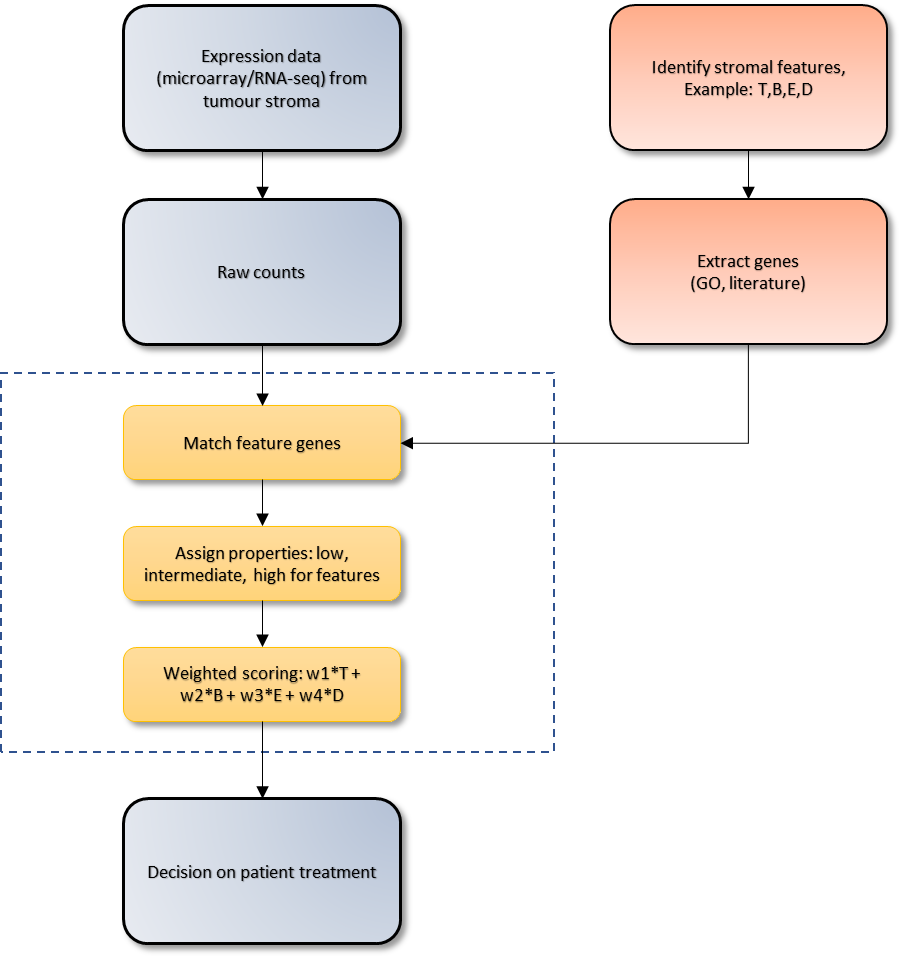 Expression data
(microarray/RNA-seq) from
tumour stroma
Identify stromal features,
Example: T,B,E,D
Raw counts
Extract genes
(GO, literature)
Match feature genes
Assign properties: low,
intermediate, high for features
Weighted scoring: w1*T +
w2*B + w3*E + w4*D
Decision on patient treatment